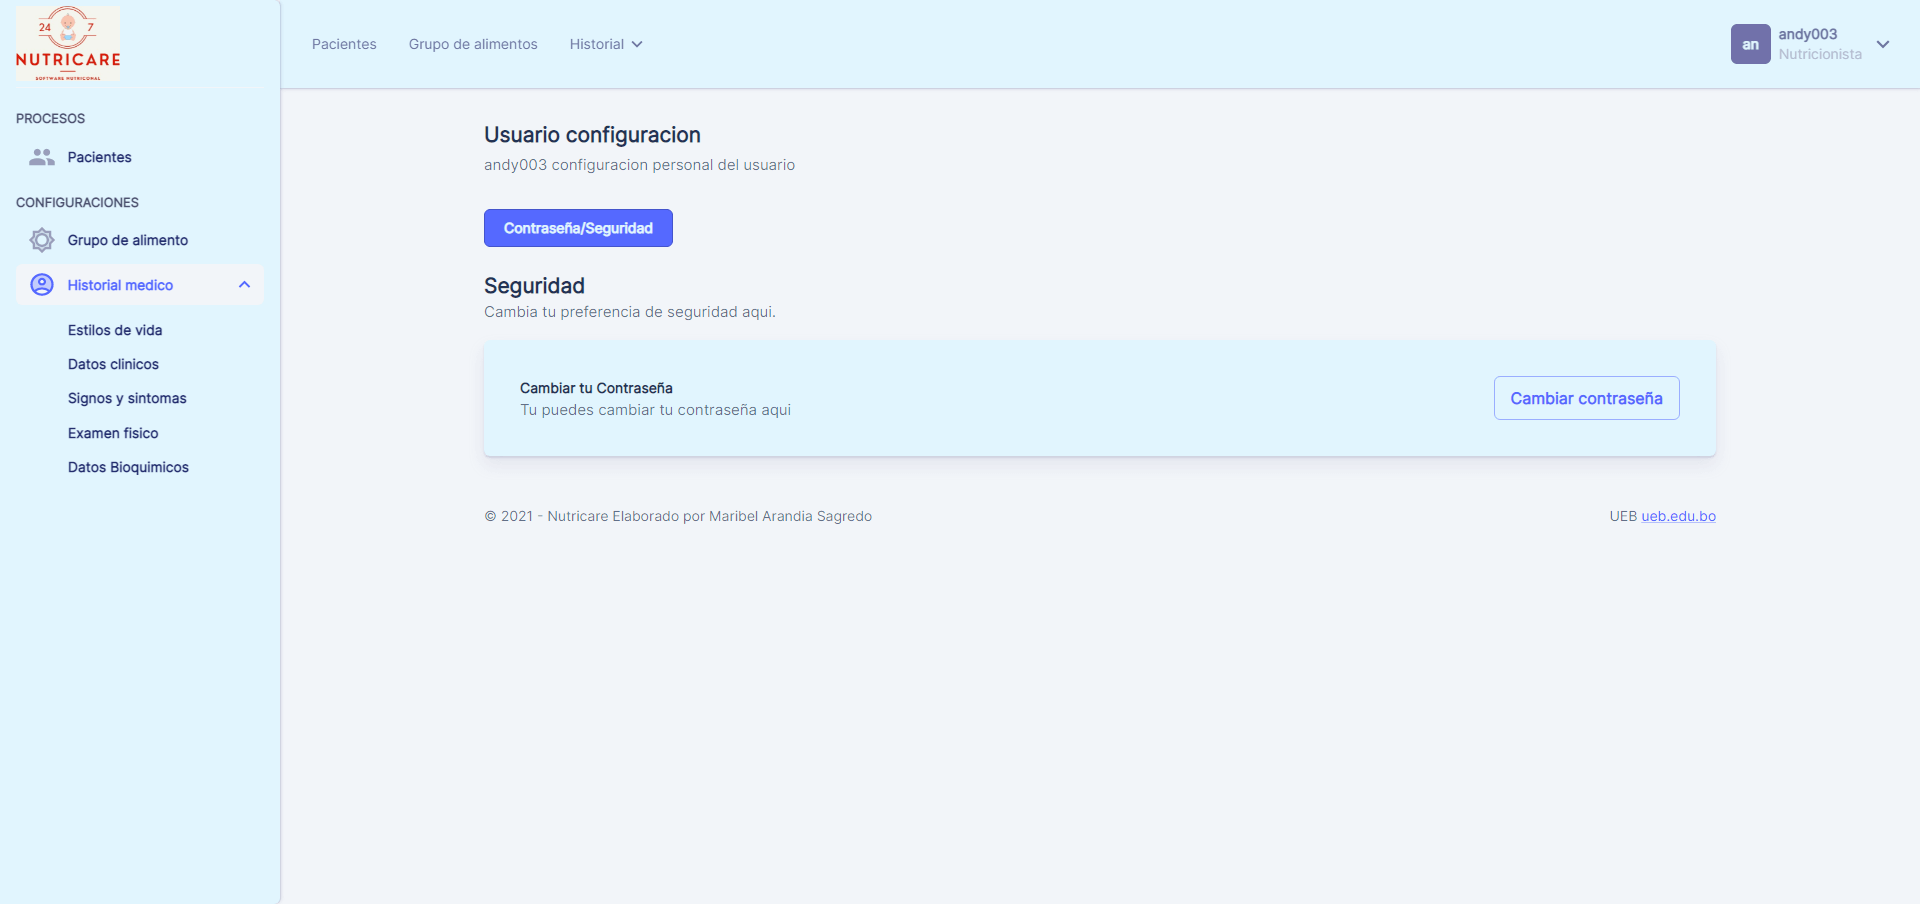 24 7
NUTRICARE
SOFTWARE NUTRICIONAL
Pacientes
Grupo de alimentos
Historial
an
andy003
Nutricionista
PROCESOS
Pacientes
CONFIGURACIONES
Grupo de alimento
Historial medico
Estilos de vida
Datos clinicos
Signos y sintomas
Examen fisico
Datos Bioquimicos
Usuario configuracion
andy003 configuracion personal del usuario
Contraseña/Seguridad
Seguridad
Cambia tu preferencia de seguridad aqui.
Cambiar tu Contraseña
Tu puedes cambiar tu contraseña aqui
Cambiar contraseña
© 2021 - Nutricare Elaborado por Maribel Arandia Sagredo
UEB ueb.edu.bo